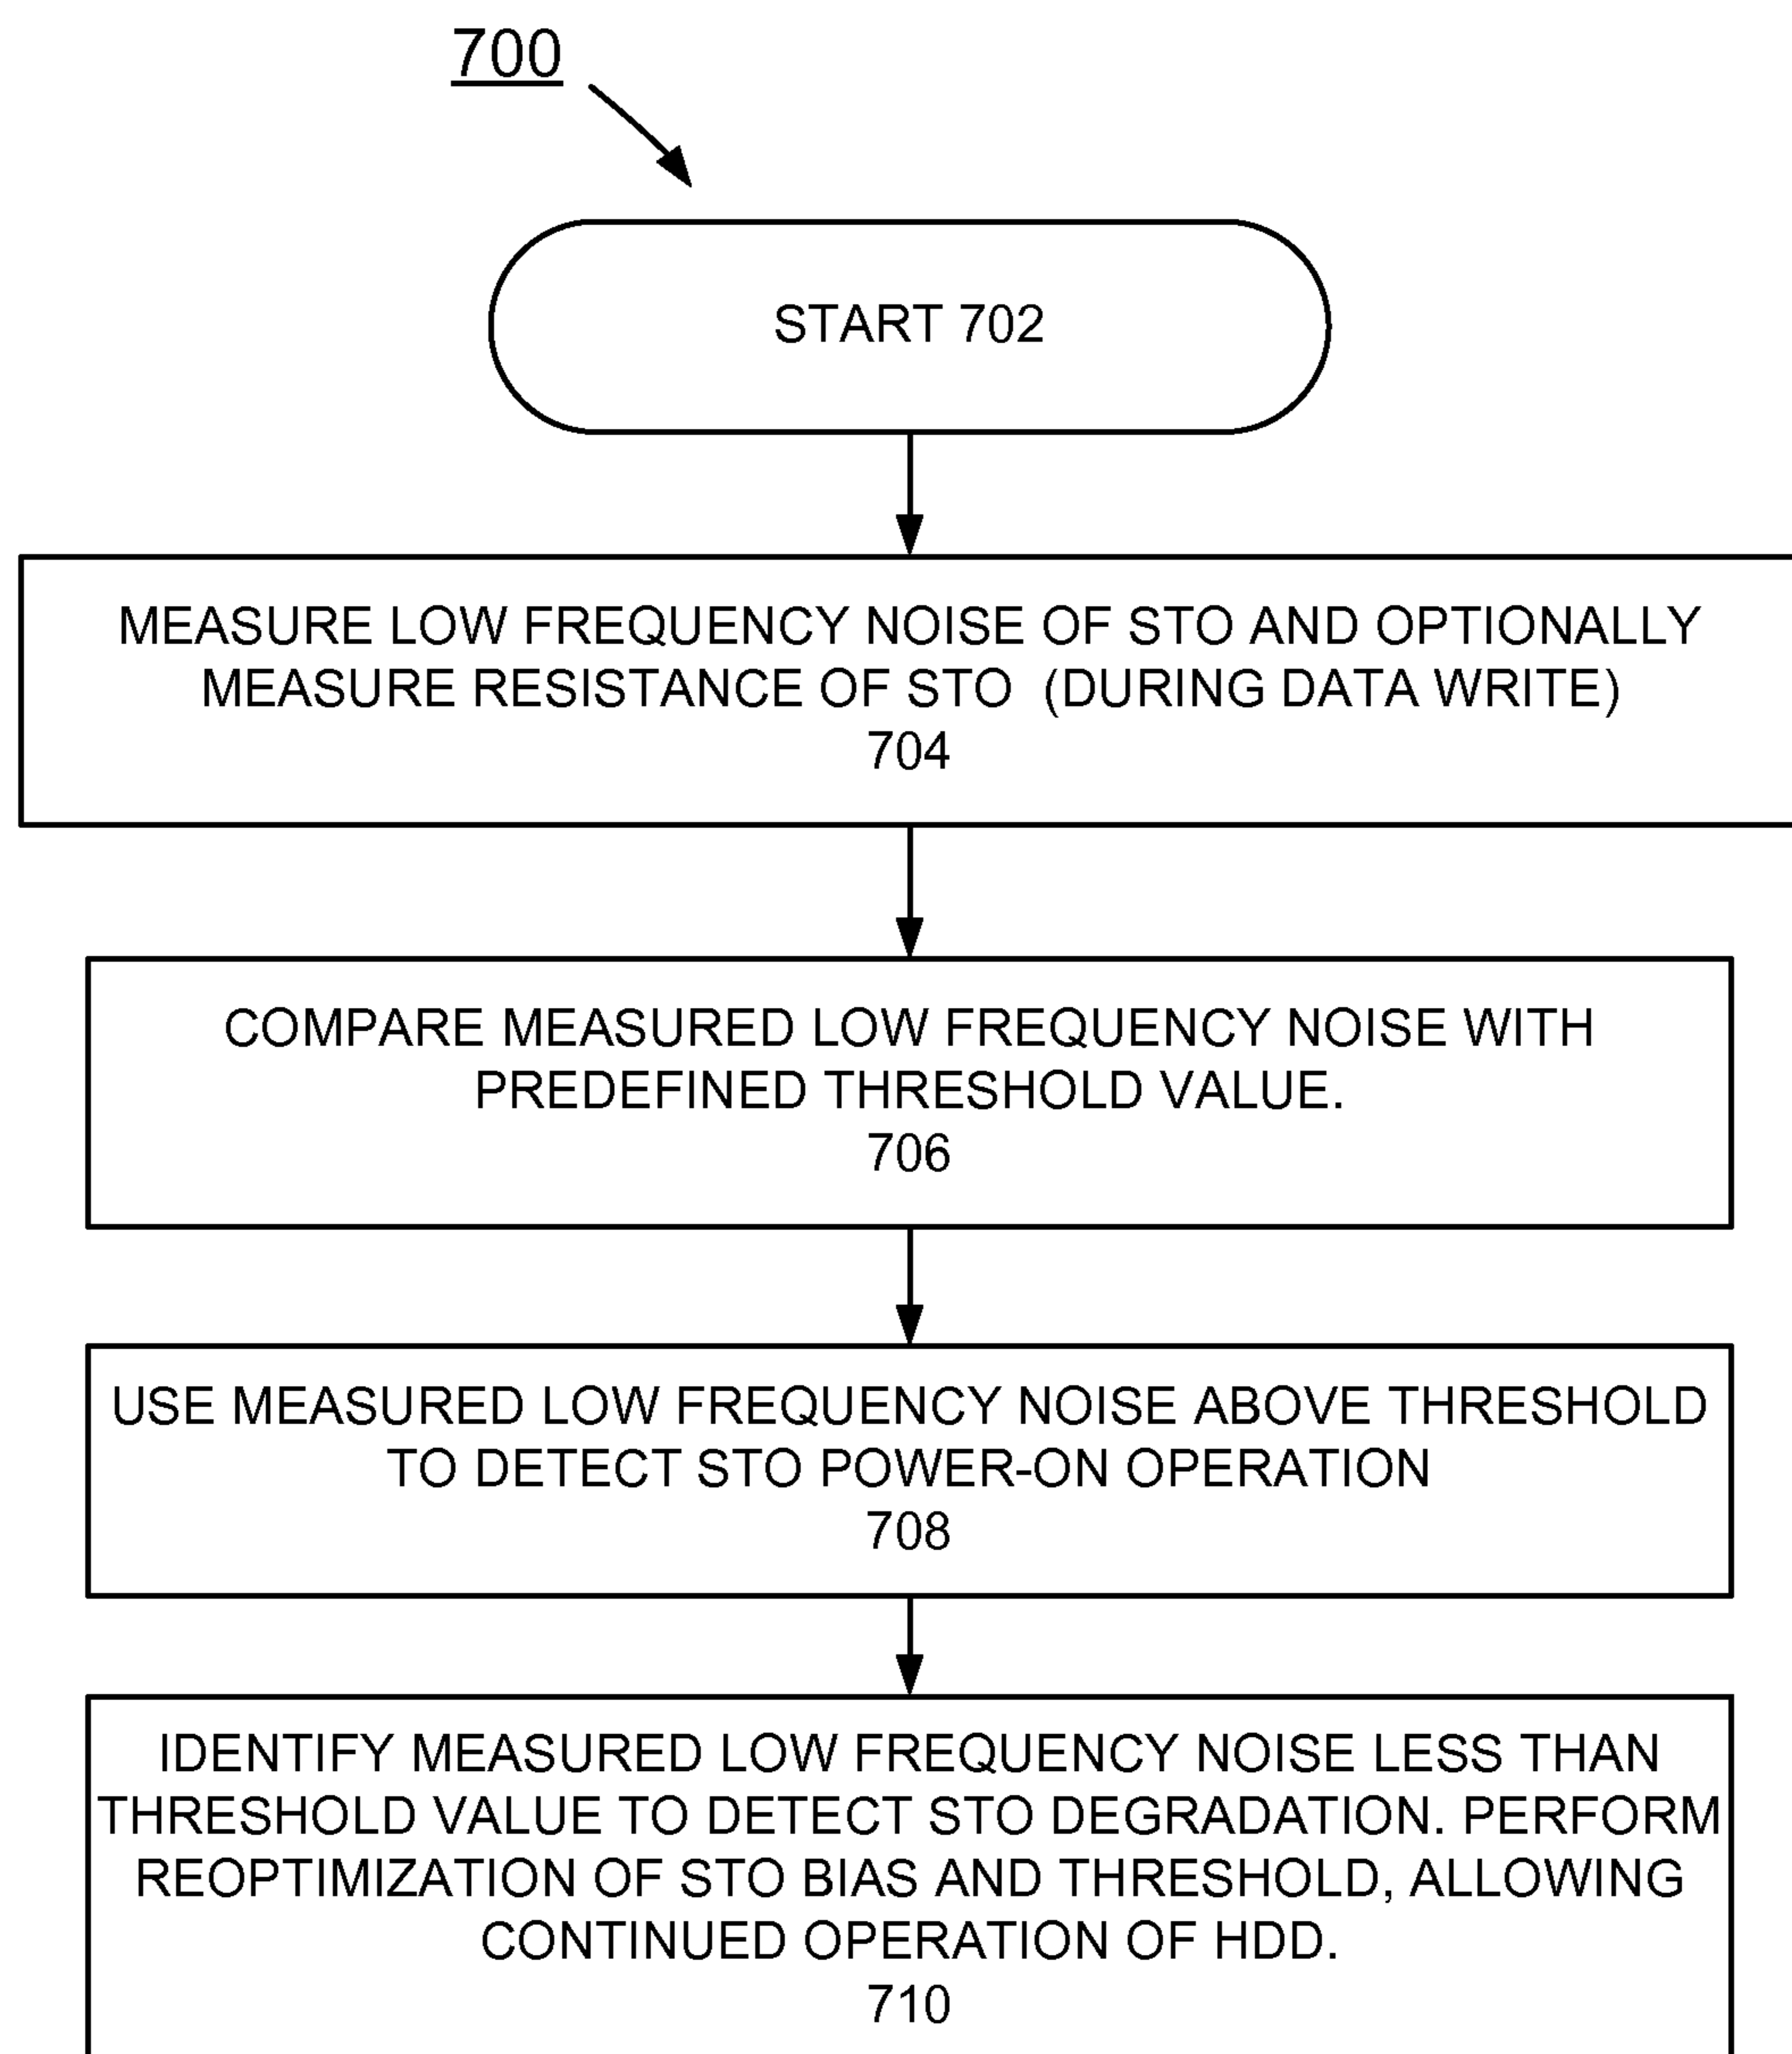 700
START 702
MEASURE LOW FREQUENCY NOISE OF STO AND OPTIONALLY
MEASURE RESISTANCE OF STO (DURING DATA WRITE)
704
COMPARE MEASURED LOW FREQUENCY NOISE WITH
PREDEFINED THRESHOLD VALUE.
706
USE MEASURED LOW FREQUENCY NOISE ABOVE THRESHOLD
TO DETECT STO POWER-ON OPERATION
708
IDENTIFY MEASURED LOW FREQUENCY NOISE LESS THAN
THRESHOLD VALUE TO DETECT STO DEGRADATION. PERFORM
REOPTIMIZATION OF STO BIAS AND THRESHOLD, ALLOWING
CONTINUED OPERATION OF HDD.
710